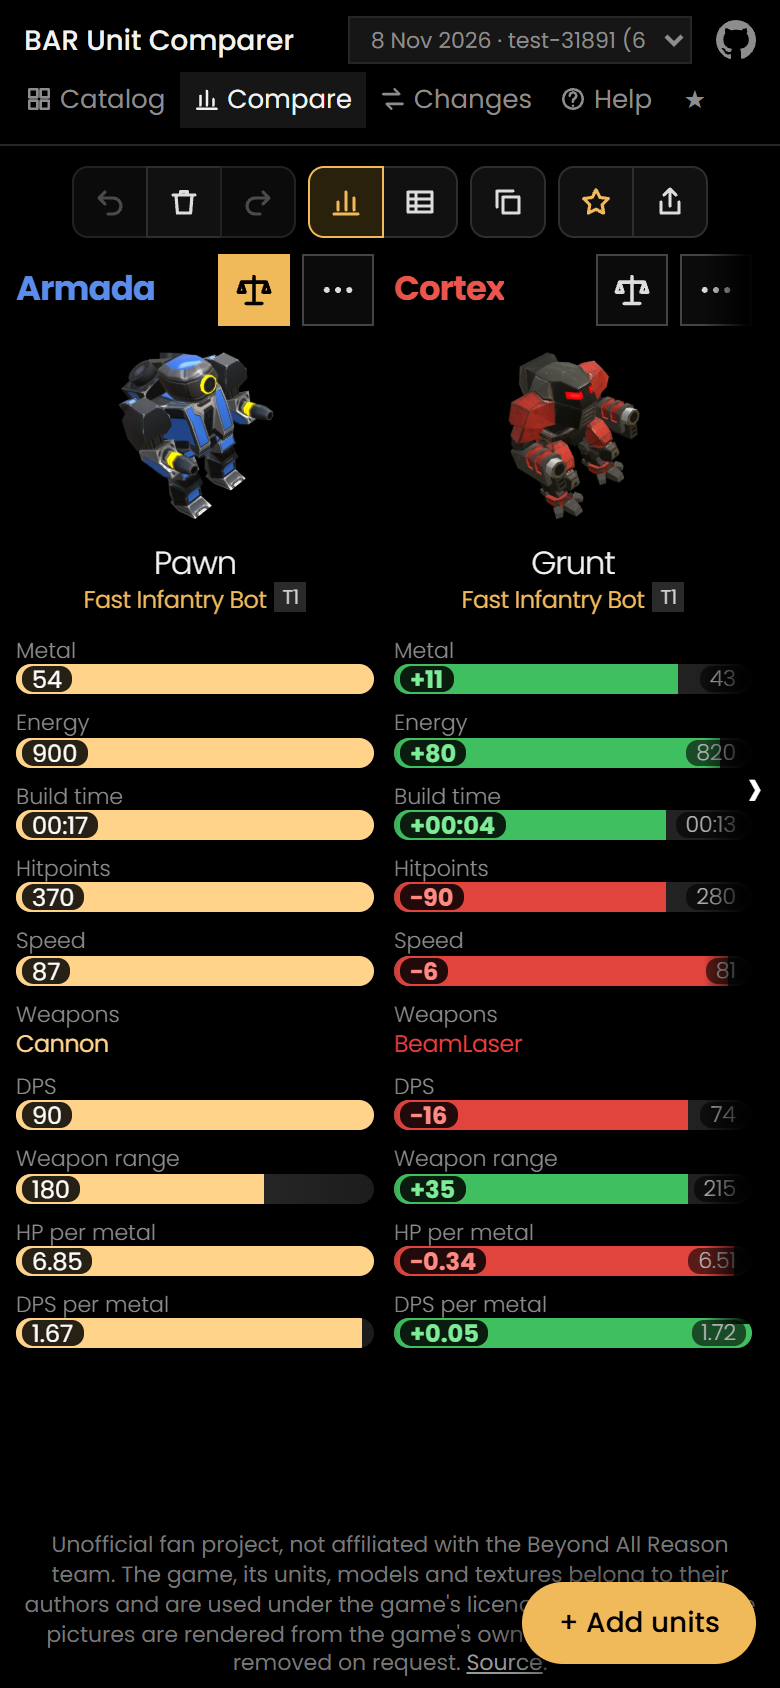 BAR Unit Comparer
8 Nov 2026 · test-31891 (6
Catalog
Compare
Changes
Help
Armada
Cortex
Pawn
Fast Infantry Bot T1
Grunt
Fast Infantry Bot T1
Metal
54
Metal
+11 43
Energy
900
Energy
+80 820
Build time
00:17
Build time
+00:04 00:13
Hitpoints
370
Hitpoints
−90 280
Speed
87
Speed
−6 81
Weapons
Cannon
Weapons
BeamLaser
DPS
90
DPS
−16 74
Weapon range
180
Weapon range
+35 215
HP per metal
6.85
HP per metal
−0.34 6.51
DPS per metal
1.67
DPS per metal
+0.05 1.72
Unofficial fan project, not affiliated with the Beyond All Reason
team. The game, its units, models and textures belong to their
authors and are used under the game's
pictures are rendered from the game's own
removed on request. Source.
+ Add units